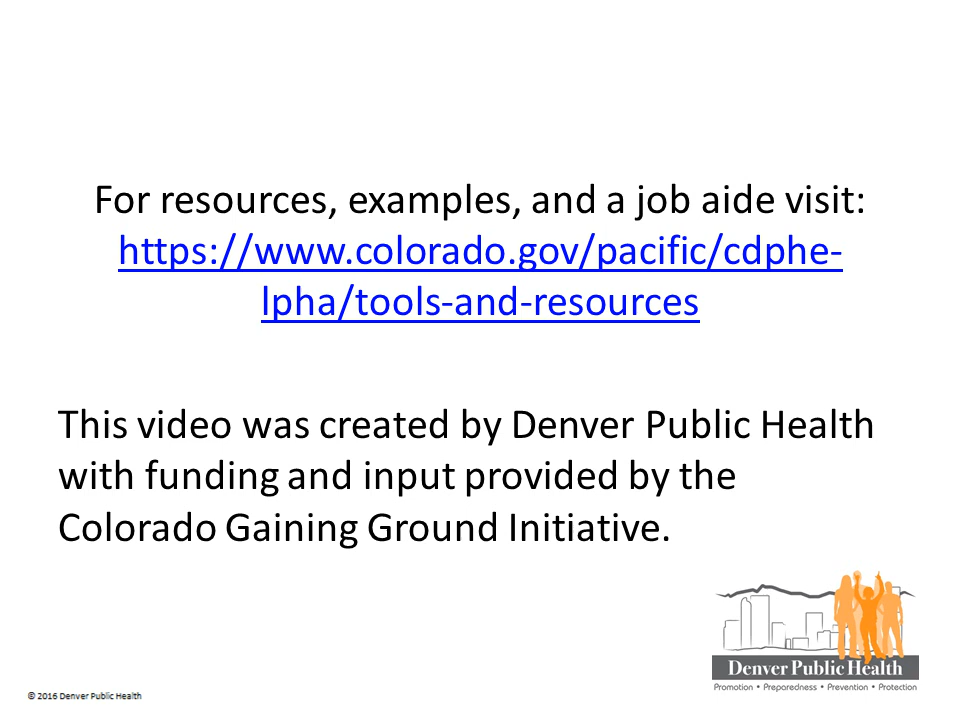 For resources, examples, and a job aide visit:
https://www.colorado.gov/pacific/cdphe-
lpha/tools-and-resources
This video was created by Denver Public Health
with funding and input provided by the
Colorado Gaining Ground Initiative.
Denver Public Health
Promotion • Preparedness • Prevention • Protection
© 2016 Denver Public Health